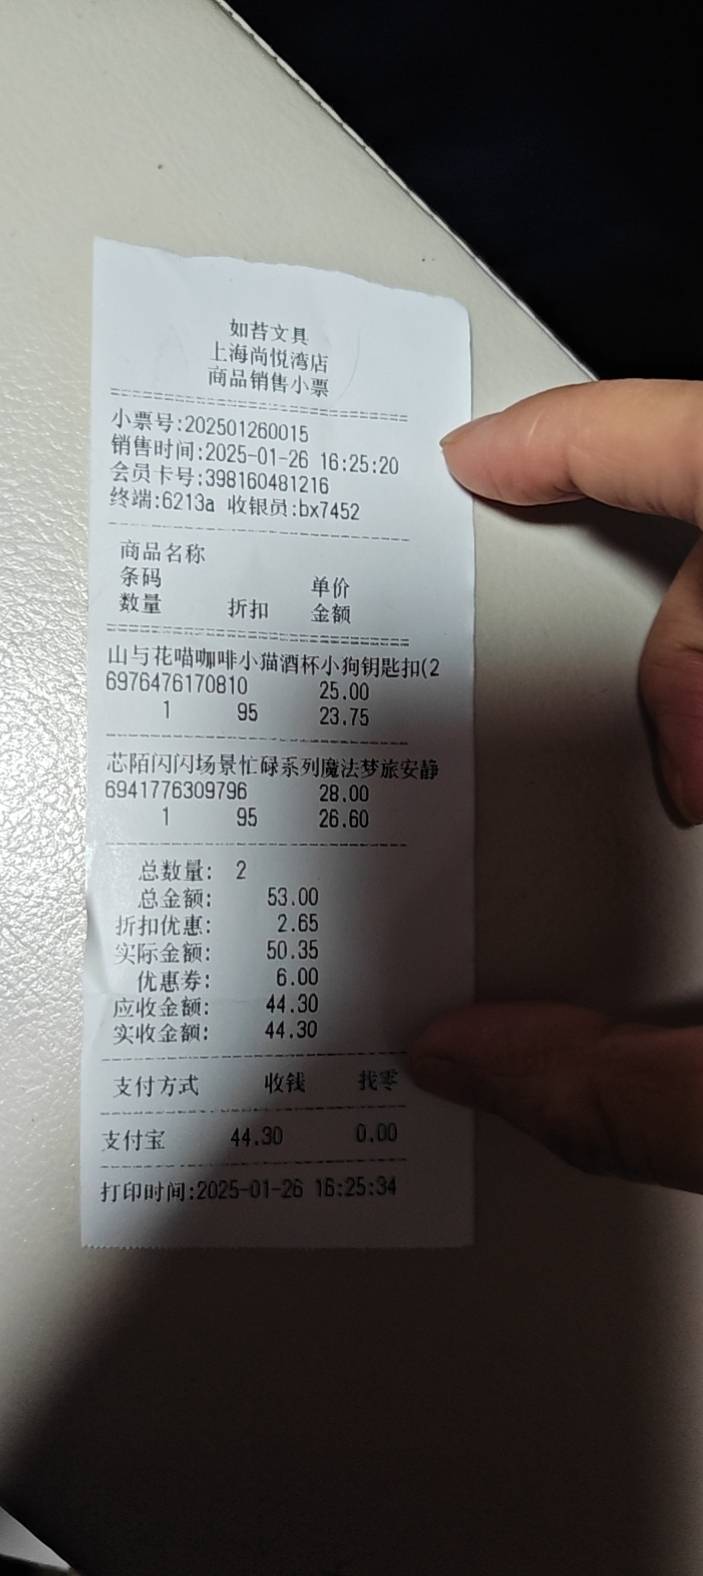 如苔文具
上海尚悦湾店
商品销售小票
小票号:202501260015
销售时间:2025-01-26 16:25:20
会员卡号:398160481216
终端:6213a 收银员:bx7452
商品名称
条码 单价
数量 折扣 金额
山与花喵咖啡小猫酒杯小狗钥匙扣(2
6976476170810 25.00
1 95 23.75
芯陌闪闪场景忙碌系列魔法梦旅安静
6941776309796 28.00
1 95 26.60
总数量: 2
总金额: 53.00
折扣优惠: 2.65
实际金额: 50.35
优惠券: 6.00
应收金额: 44.30
实收金额: 44.30
支付方式 收钱 找零
支付宝 44.30 0.00
打印时间:2025-01-26 16:25:34